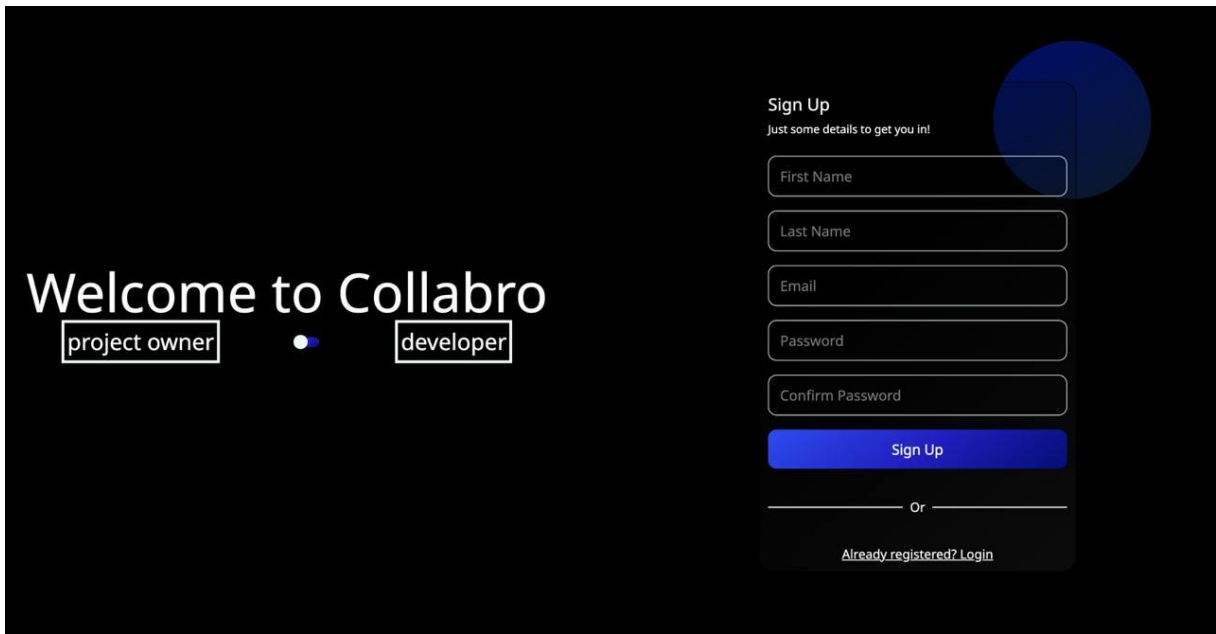 Welcome to Collabro
project owner
developer
Sign Up
Just some details to get you in!
First Name
Last Name
Email
Password
Confirm Password
Sign Up
Or
Already registered? Login